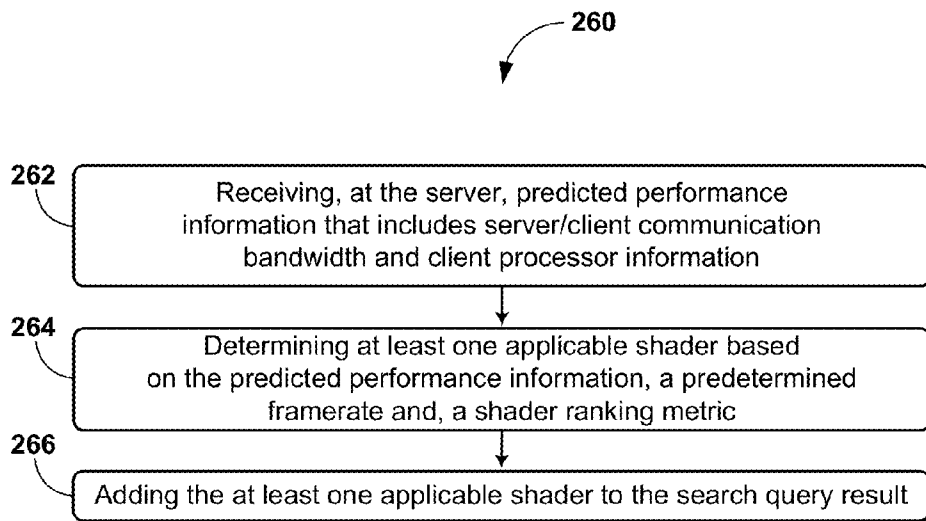 260
262
Receiving, at the server, predicted performance
information that includes server/client communication
bandwidth and client processor information
264
Determining at least one applicable shader based
on the predicted performance information, a predetermined
framerate and, a shader ranking metric
266
Adding the at least one applicable shader to the search query result